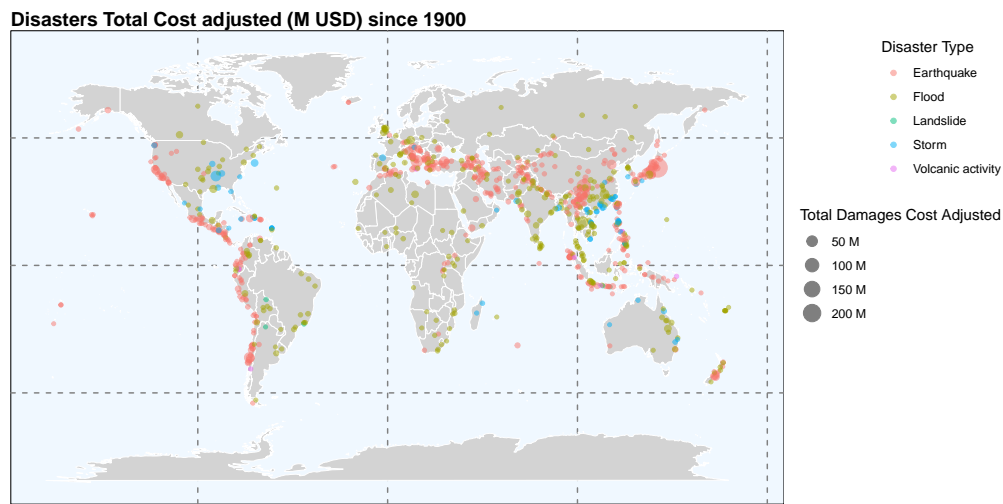 Disasters Total Cost adjusted (M USD) since 1900
Disaster Type
Earthquake
Flood
Landslide
Storm
Volcanic activity
Total Damages Cost Adjusted
50 M
100 M
150 M
200 M